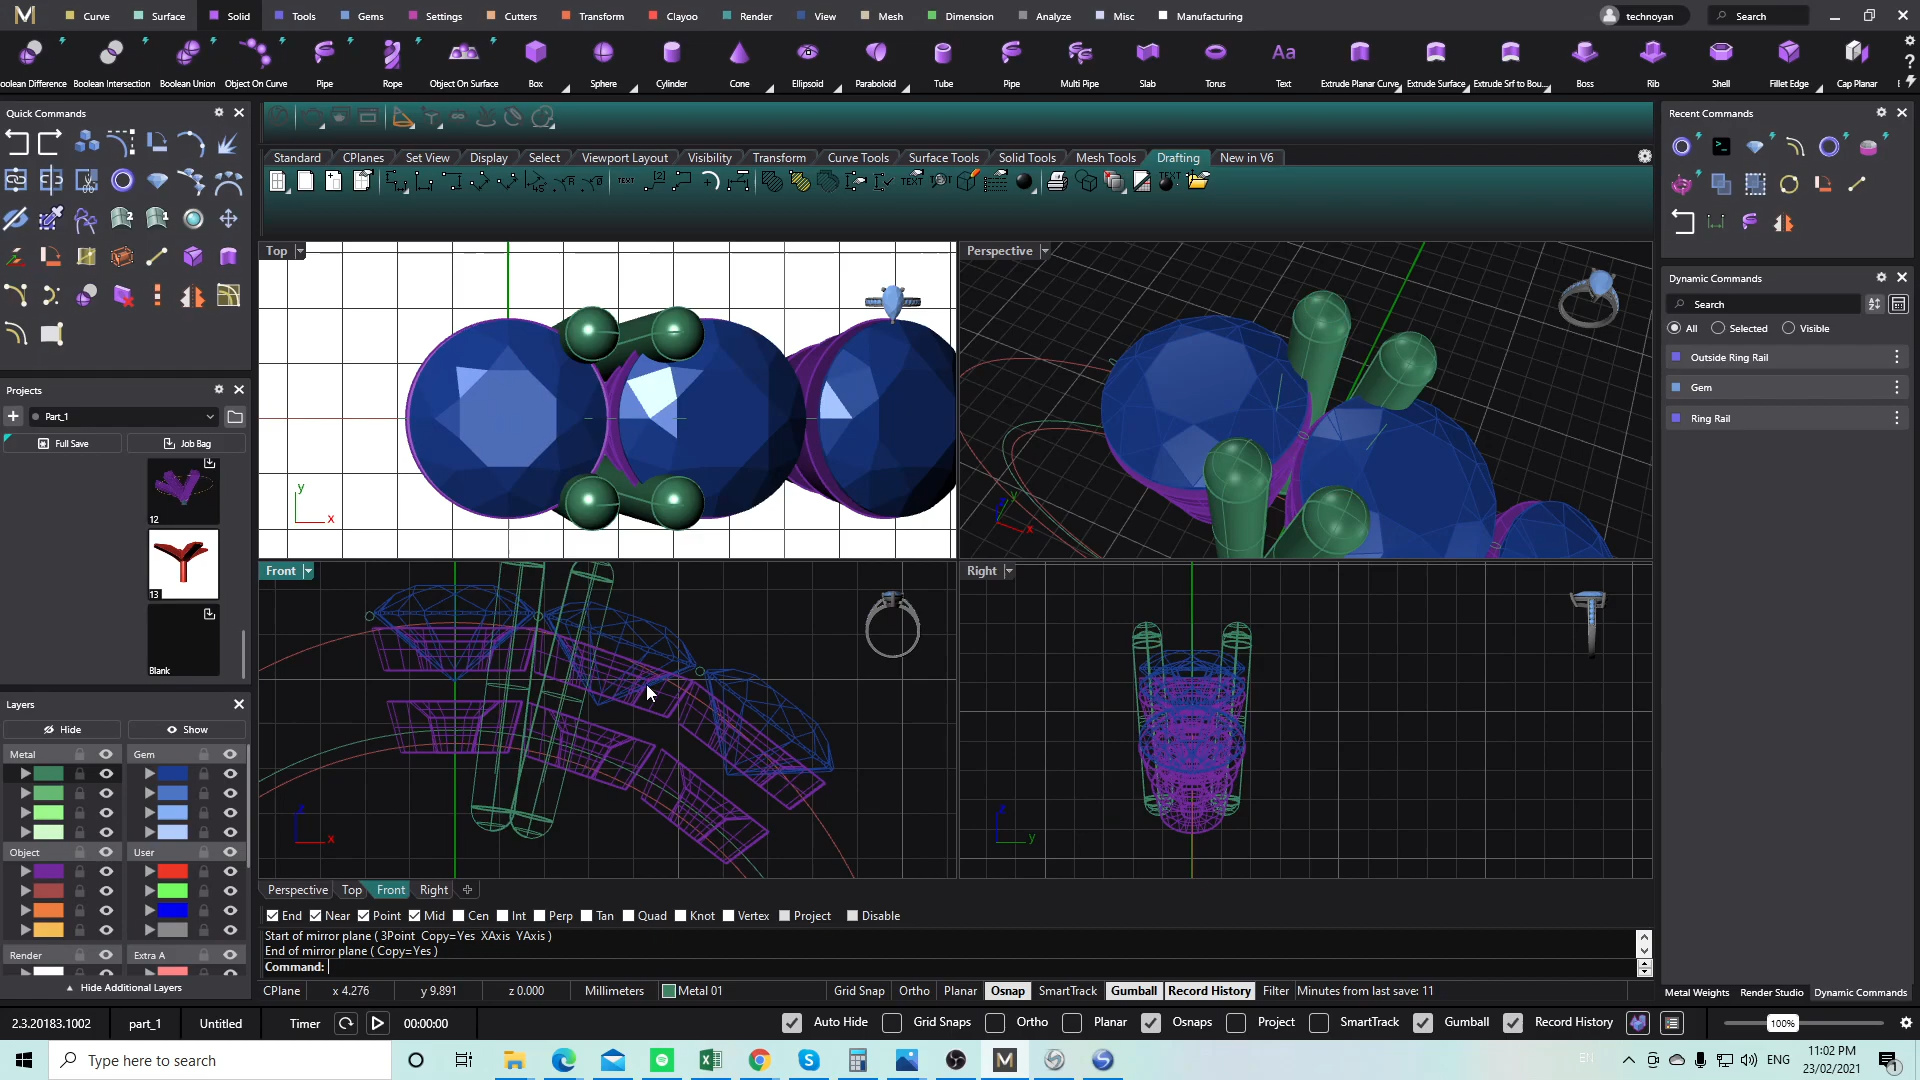 Curve Surface Solid Tools Gems Settings Cutters Transform Clayoo Render View Mesh Dimension Analyze Misc Manufacturing technoyan Search
oolean Difference Boolean Intersection Boolean Union Object On Curve Pipe Rope Object On Surface Box Sphere Cylinder Cone Ellipsoid Paraboloid Tube Pipe Multi Pipe Slab Torus Text Extrude Planar Curve Extrude Surface Extrude Srf to Bou... Boss Rib Shell Fillet Edge Cap Planar
Quick Commands
Recent Commands
Standard CPlanes Set View Display Select Viewport Layout Visibility Transform Curve Tools Surface Tools Solid Tools Mesh Tools Drafting New in V6
Top
y
x
Perspective
y
x
Front
z
x
Right
z
y
Projects
Part_1
Full Save Job Bag
12
13
Blank
Layers
Hide Show
Metal Gem
Object User
Render Extra A
Hide Additional Layers
Dynamic Commands
Search
All Selected Visible
Outside Ring Rail
Gem
Ring Rail
Perspective Top Front Right
End Near Point Mid Cen Int Perp Tan Quad Knot Vertex Project Disable
Start of mirror plane ( 3Point Copy=Yes XAxis YAxis )
End of mirror plane ( Copy=Yes )
Command:
CPlane x 4.276 y 9.891 z 0.000 Millimeters Metal 01 Grid Snap Ortho Planar Osnap SmartTrack Gumball Record History Filter Minutes from last save: 11
Metal Weights Render Studio Dynamic Commands
2.3.20183.1002 part_1 Untitled Timer 00:00:00 Auto Hide Grid Snaps Ortho Planar Osnaps Project SmartTrack Gumball Record History 100%
Type here to search
ENG
11:02 PM
23/02/2021